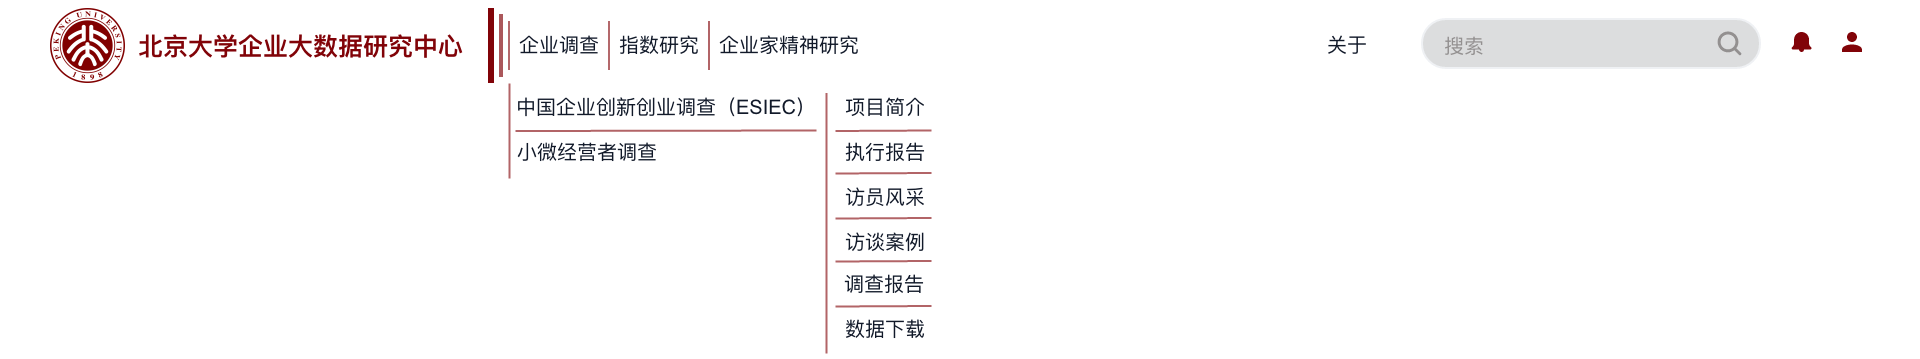 PEKING UNIVERSITY
1898
北京大学企业大数据研究中心
企业调查
指数研究
企业家精神研究
关于
搜索
中国企业创新创业调查（ESIEC）
小微经营者调查
项目简介
执行报告
访员风采
访谈案例
调查报告
数据下载